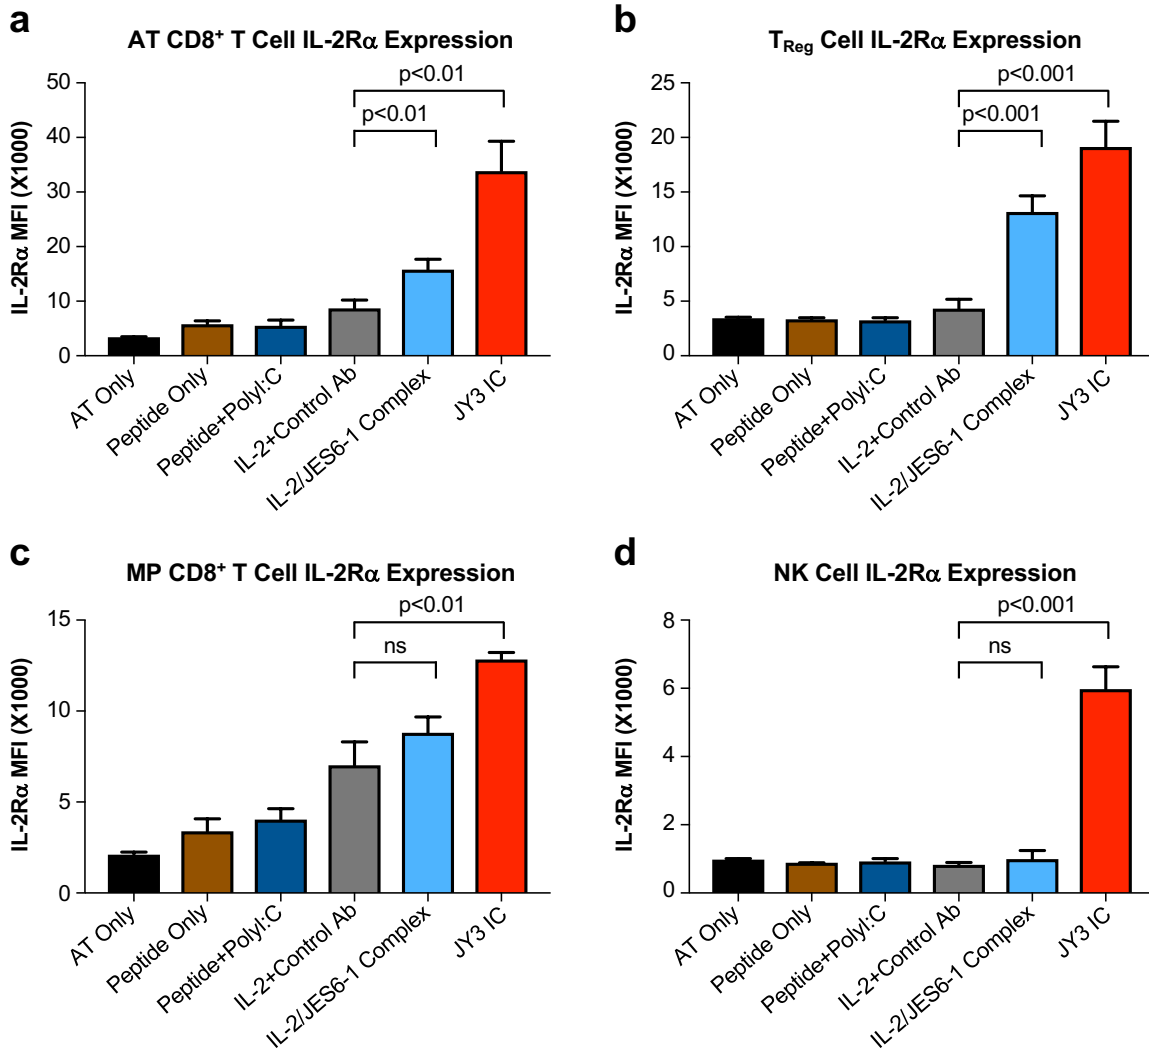 a
AT CD8⁺ T Cell IL-2Rα Expression
p<0.01
p<0.01
IL-2Rα MFI (X1000)
50
40
30
20
10
0
AT Only
Peptide Only
Peptide+PolyI:C
IL-2+Control Ab
IL-2/JES6-1 Complex
JY3 IC
b
T_Reg Cell IL-2Rα Expression
p<0.001
p<0.001
IL-2Rα MFI (X1000)
25
20
15
10
5
0
AT Only
Peptide Only
Peptide+PolyI:C
IL-2+Control Ab
IL-2/JES6-1 Complex
JY3 IC
c
MP CD8⁺ T Cell IL-2Rα Expression
p<0.01
ns
IL-2Rα MFI (X1000)
15
10
5
0
AT Only
Peptide Only
Peptide+PolyI:C
IL-2+Control Ab
IL-2/JES6-1 Complex
JY3 IC
d
NK Cell IL-2Rα Expression
p<0.001
ns
IL-2Rα MFI (X1000)
8
6
4
2
0
AT Only
Peptide Only
Peptide+PolyI:C
IL-2+Control Ab
IL-2/JES6-1 Complex
JY3 IC